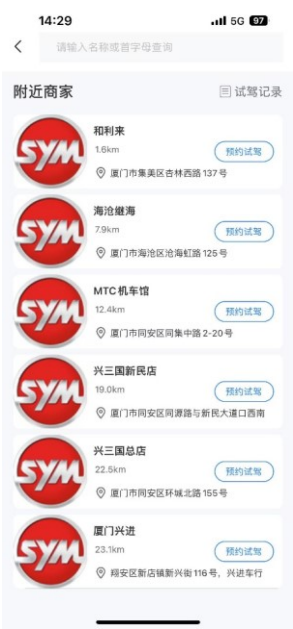 14:29 5G 97
请输入名称或首字母查询
附近商家 试驾记录
SYM
和利来
1.6km
预约试驾
厦门市集美区杏林西路137号
SYM
海沧继海
7.9km
预约试驾
厦门市海沧区沧海虹路125号
SYM
MTC机车馆
12.4km
预约试驾
厦门市同安区同集中路2-20号
SYM
兴三国新民店
19.0km
预约试驾
厦门市同安区同源路与新民大道口西南
SYM
兴三国总店
22.5km
预约试驾
厦门市同安区环城北路155号
SYM
厦门兴进
23.1km
预约试驾
翔安区新店镇新兴街116号，兴进车行